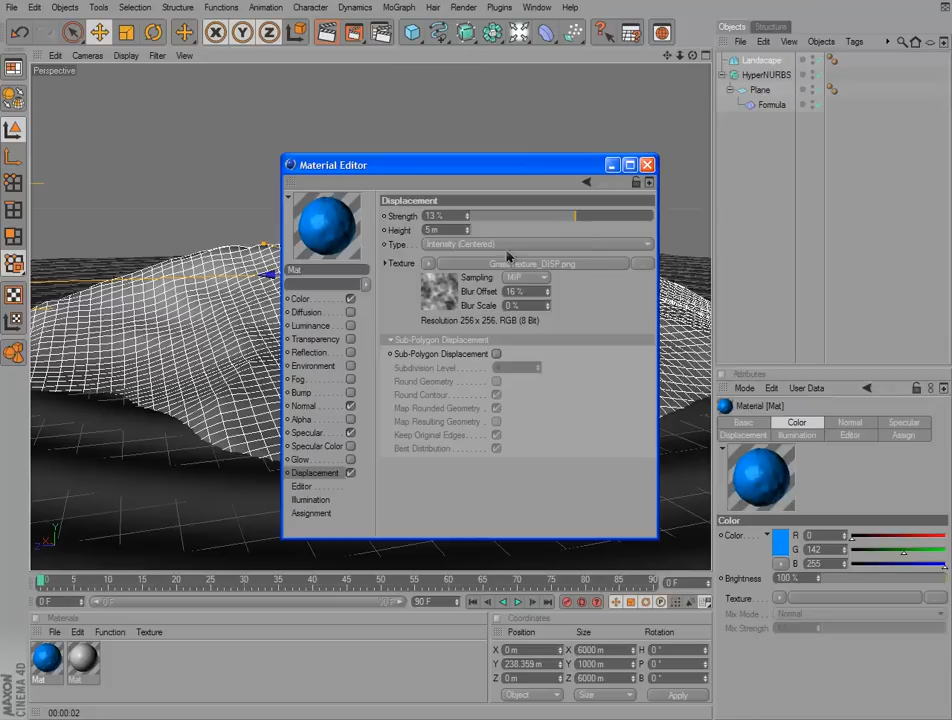 File Edit Objects Tools Selection Structure Functions Animation Character Dynamics MoGraph Hair Render Plugins Window Help
Objects Structure
File Edit View Objects Tags
Edit Cameras Display Filter View
Perspective
Landscape
HyperNURBS
Plane
Formula
Material Editor
Displacement
Strength 13 %
Height 5 m
Type Intensity (Centered)
Texture
Sampling MIP
Blur Offset 16 %
Blur Scale 0 %
Resolution 256 x 256, RGB (8 Bit)
Mat
Color
Diffusion
Luminance
Transparency
Reflection
Environment
Fog
Bump
Normal
Alpha
Specular
Specular Color
Glow
Displacement
Editor
Illumination
Assignment
Sub-Polygon Displacement
Sub-Polygon Displacement
Subdivision Level
Round Geometry
Round Contour
Map Rounded Geometry
Map Resulting Geometry
Keep Original Edges
Best Distribution
Attributes
Mode Edit User Data
Material [Mat]
Basic Color Normal Specular
Displacement Illumination Editor Assign
Color
Color R 0
G 142
B 255
Brightness 100 %
Texture
Mix Mode Normal
Mix Strength
Y
X
Z
0 5 10 15 20 25 30 35 40 45 50 55 60 65 70 75 80 85 90 0 F
0 F 0 F 90 F 90 F
Materials
File Edit Function Texture
Mat Mat
Coordinates
Position Size Rotation
X 0 m X 6000 m H 0 °
Y 238.359 m Y 1000 m P 0 °
Z 0 m Z 6000 m B 0 °
Object Size Apply
MAXON
CINEMA 4D
00:00:02